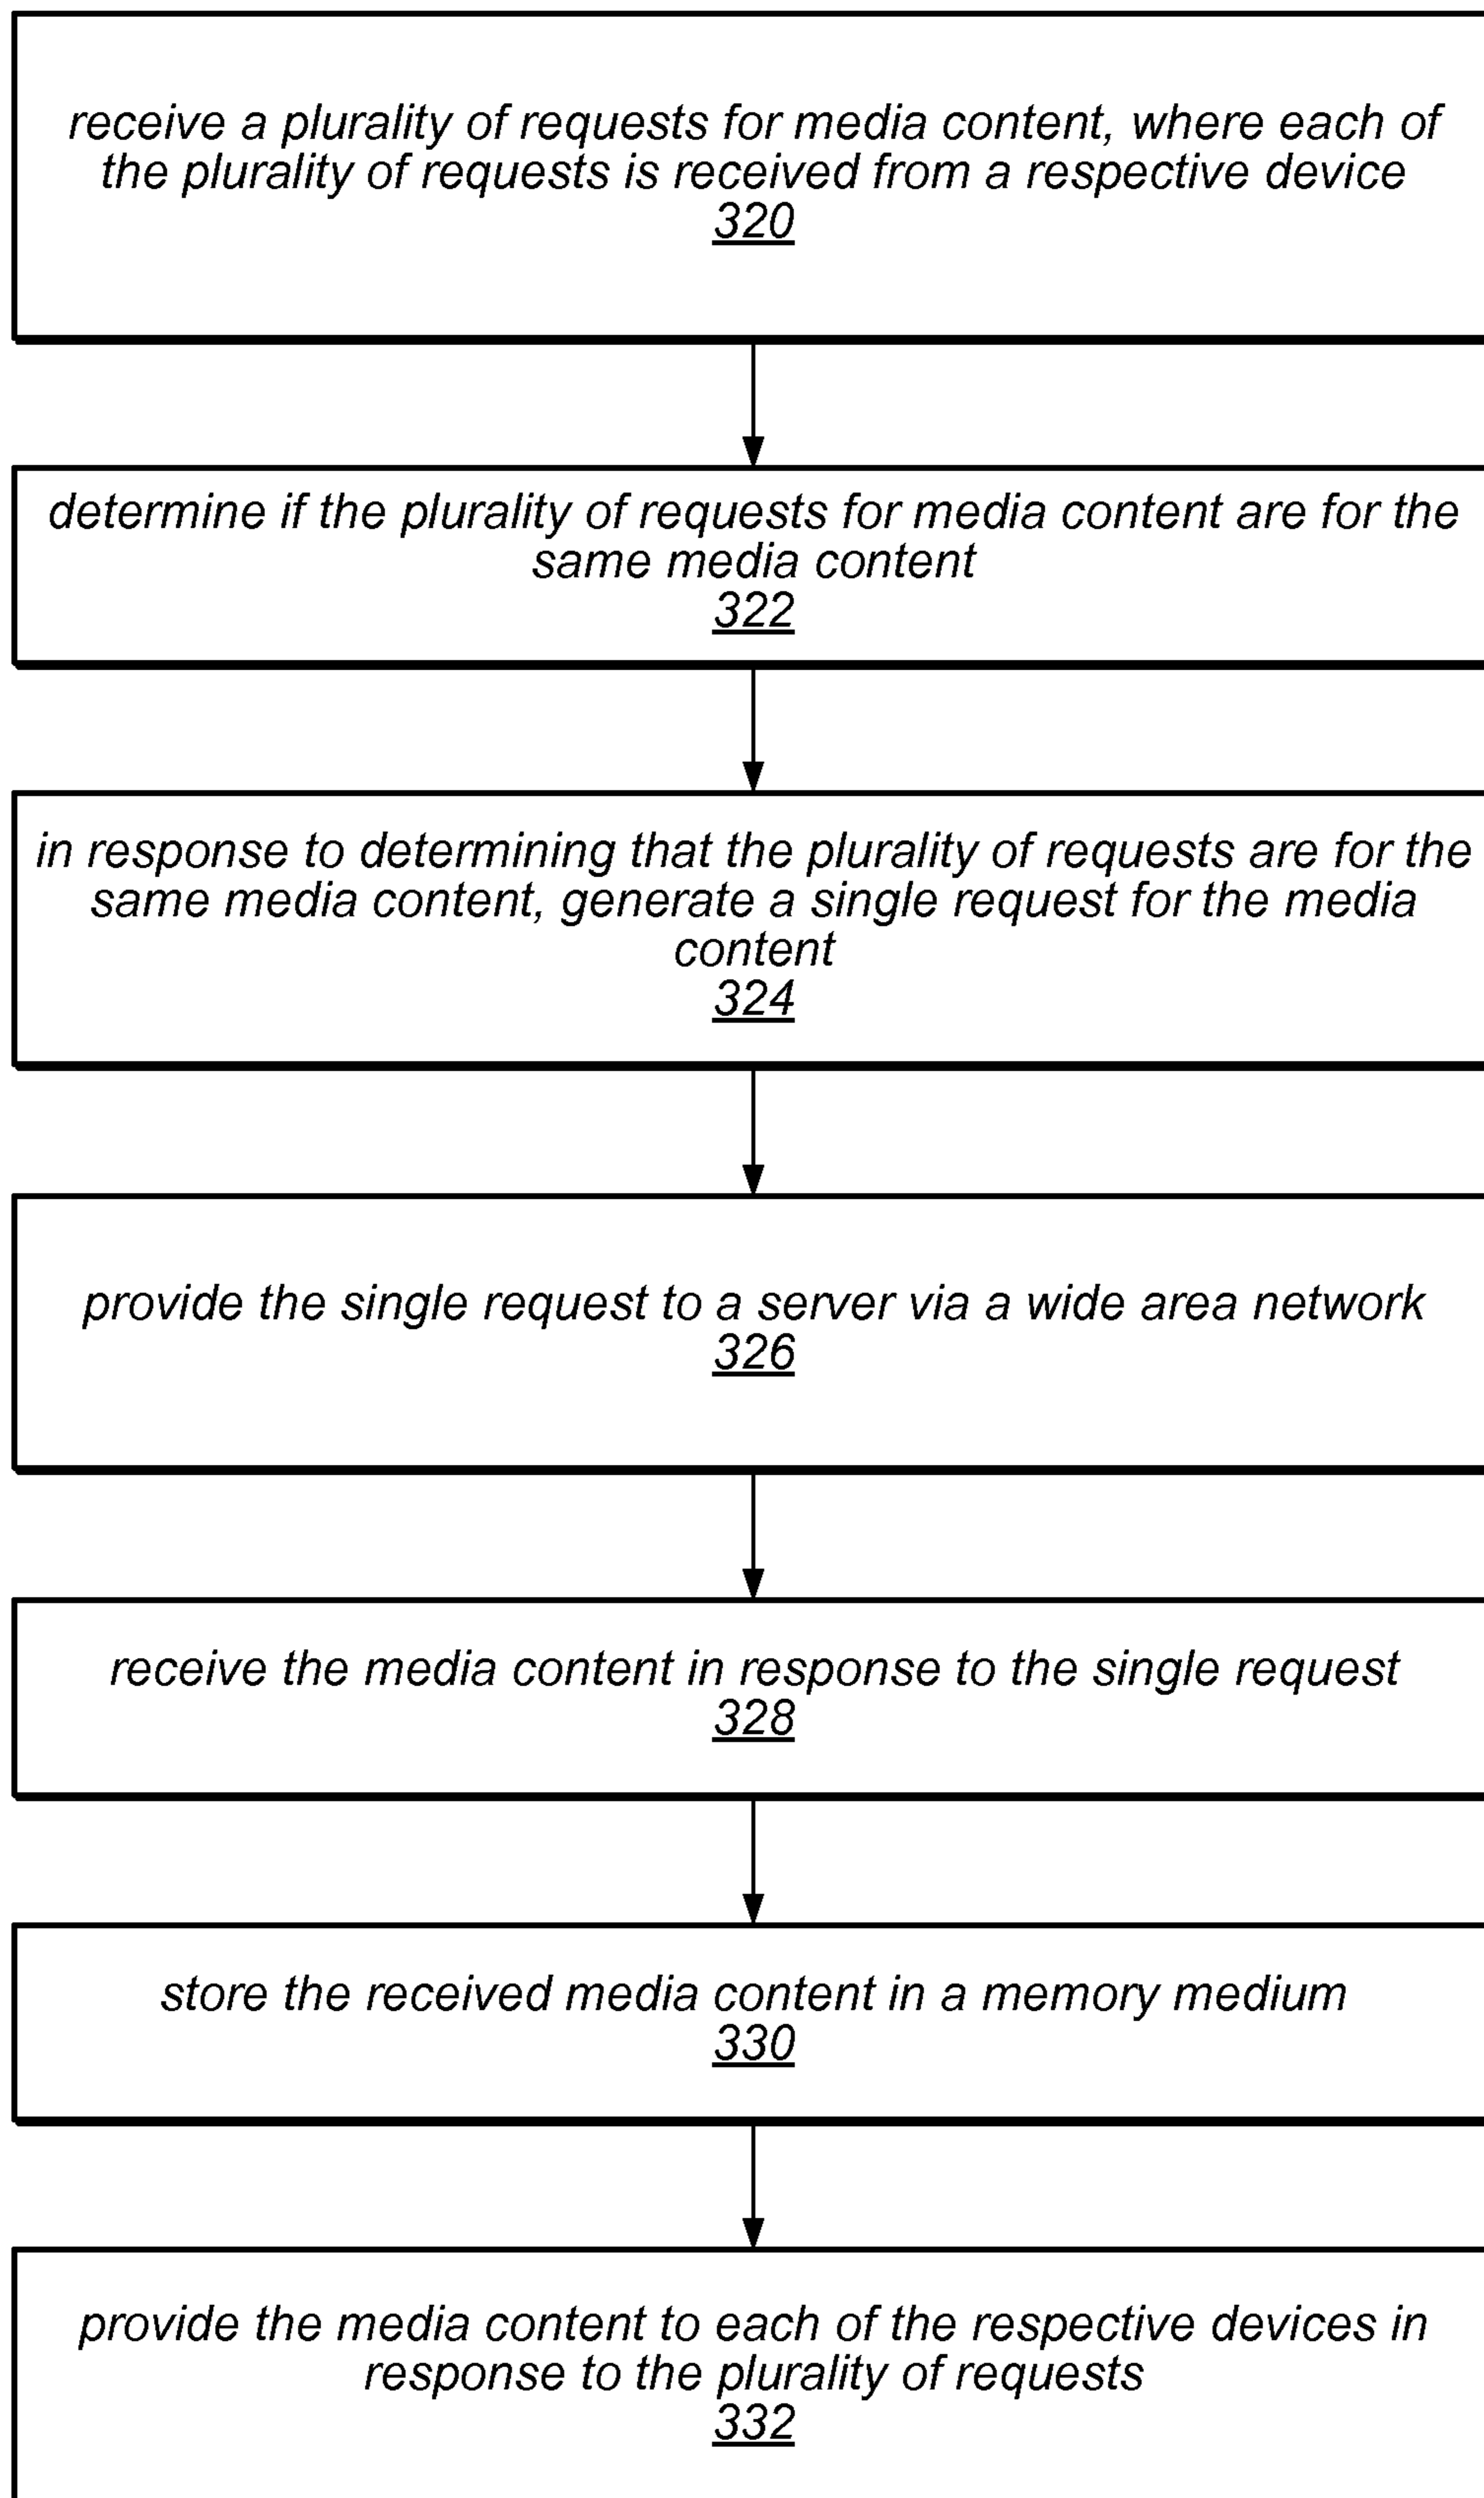 receive a plurality of requests for media content, where each of
the plurality of requests is received from a respective device
320
determine if the plurality of requests for media content are for the
same media content
322
in response to determining that the plurality of requests are for the
same media content, generate a single request for the media
content
324
provide the single request to a server via a wide area network
326
receive the media content in response to the single request
328
store the received media content in a memory medium
330
provide the media content to each of the respective devices in
response to the plurality of requests
332